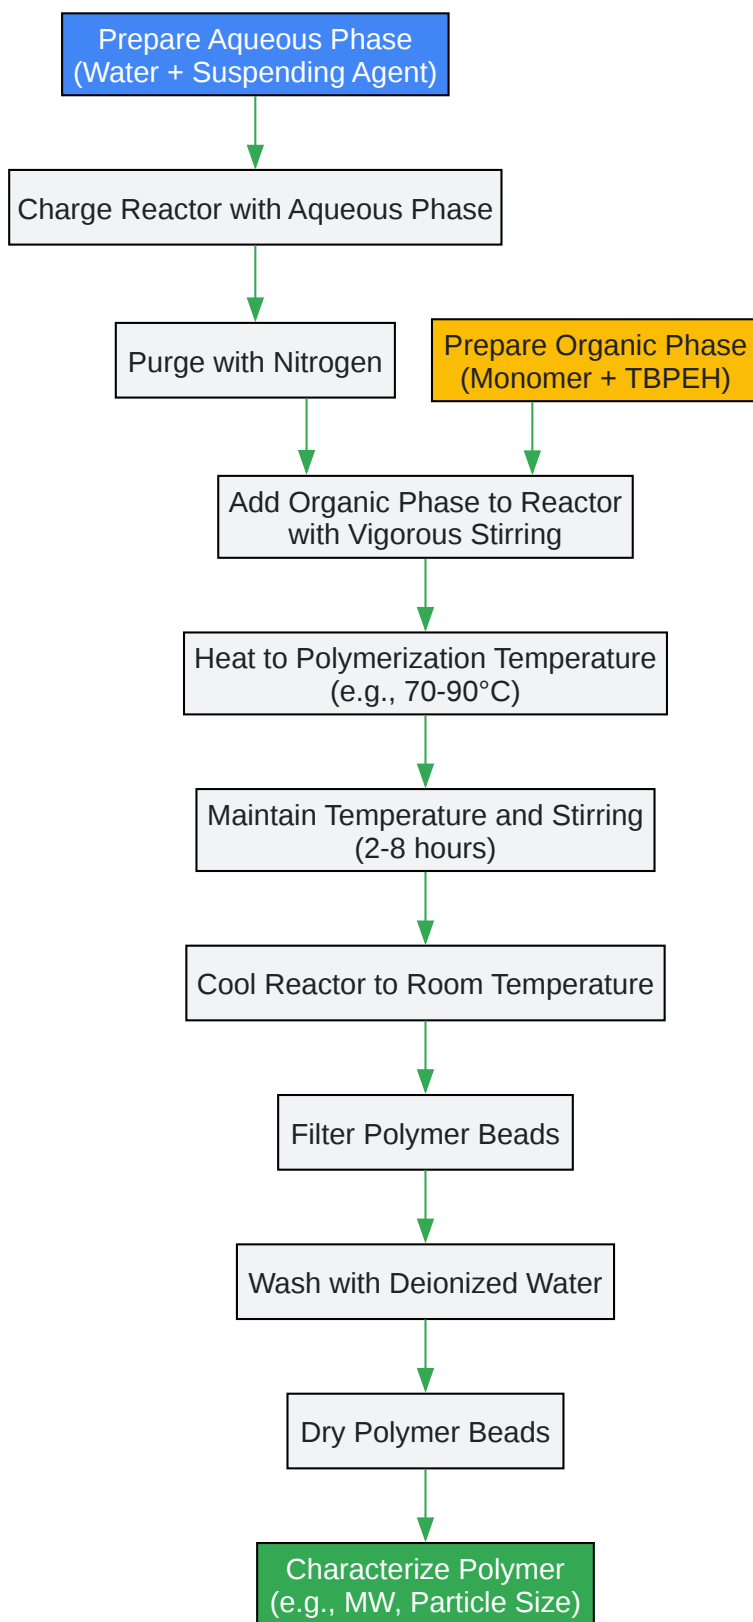 Prepare Aqueous Phase
(Water + Suspending Agent)
Charge Reactor with Aqueous Phase
Purge with Nitrogen
Prepare Organic Phase
(Monomer + TBPEH)
Add Organic Phase to Reactor
with Vigorous Stirring
Heat to Polymerization Temperature
(e.g., 70-90°C)
Maintain Temperature and Stirring
(2-8 hours)
Cool Reactor to Room Temperature
Filter Polymer Beads
Wash with Deionized Water
Dry Polymer Beads
Characterize Polymer
(e.g., MW, Particle Size)